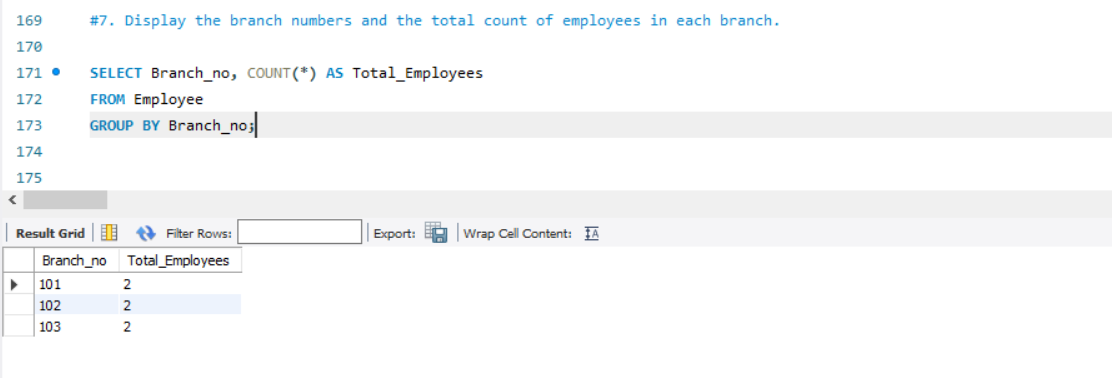 169 #7. Display the branch numbers and the total count of employees in each branch.
170
171 SELECT Branch_no, COUNT(*) AS Total_Employees
172 FROM Employee
173 GROUP BY Branch_no;
174
175
Result Grid Filter Rows: Export: Wrap Cell Content: IA
Branch_no Total_Employees
101 2
102 2
103 2